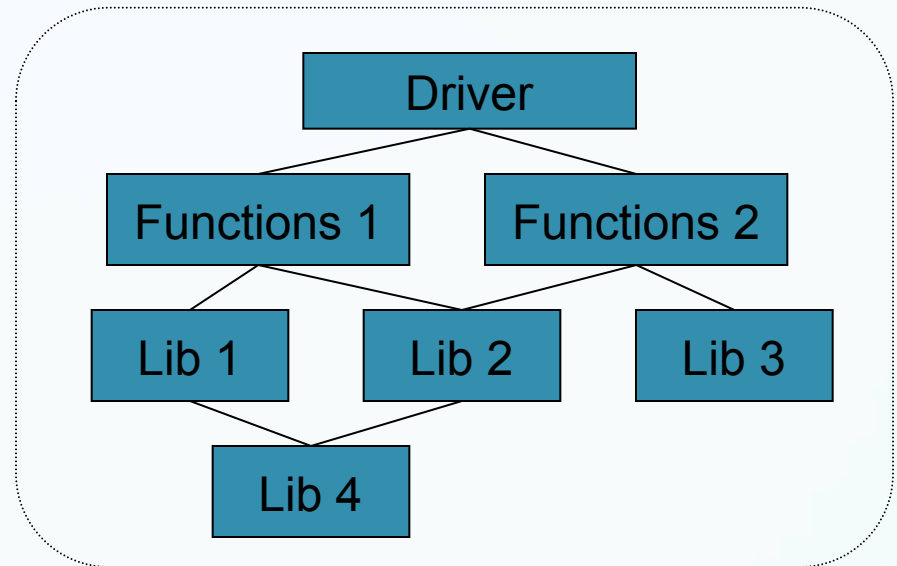 Driver
Functions 1
Functions 2
Lib 1
Lib 2
Lib 3
Lib 4